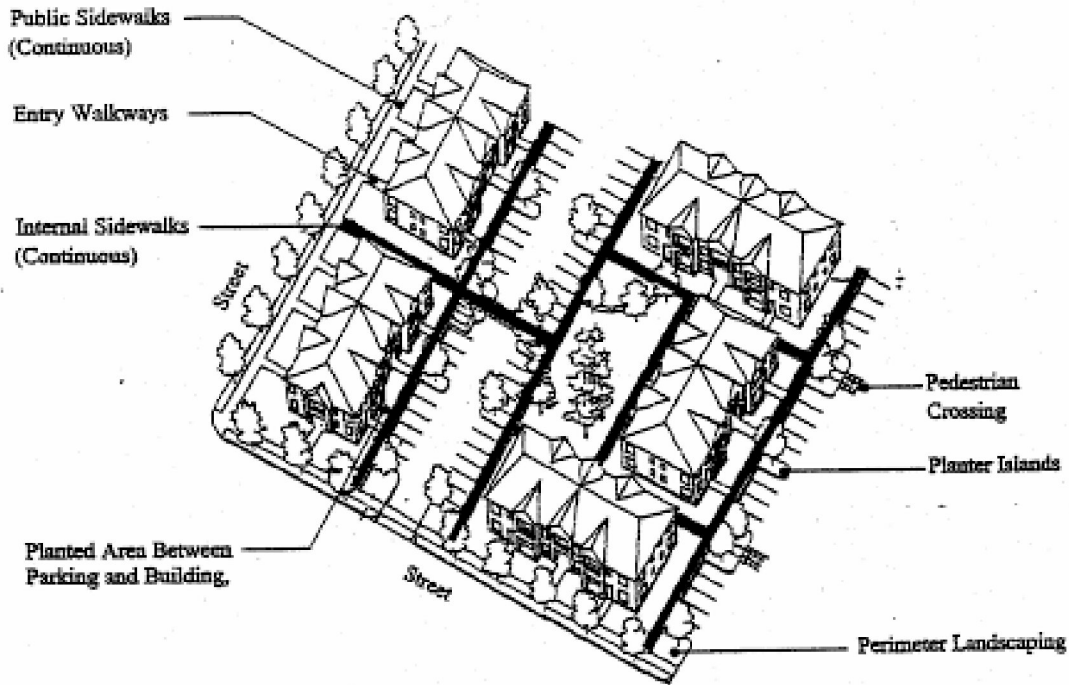 Public Sidewalks
(Continuous)
Entry Walkways
Internal Sidewalks
(Continuous)
Street
Pedestrian
Crossing
Planter Islands
Planted Area Between
Parking and Building,
Street
Perimeter Landscaping